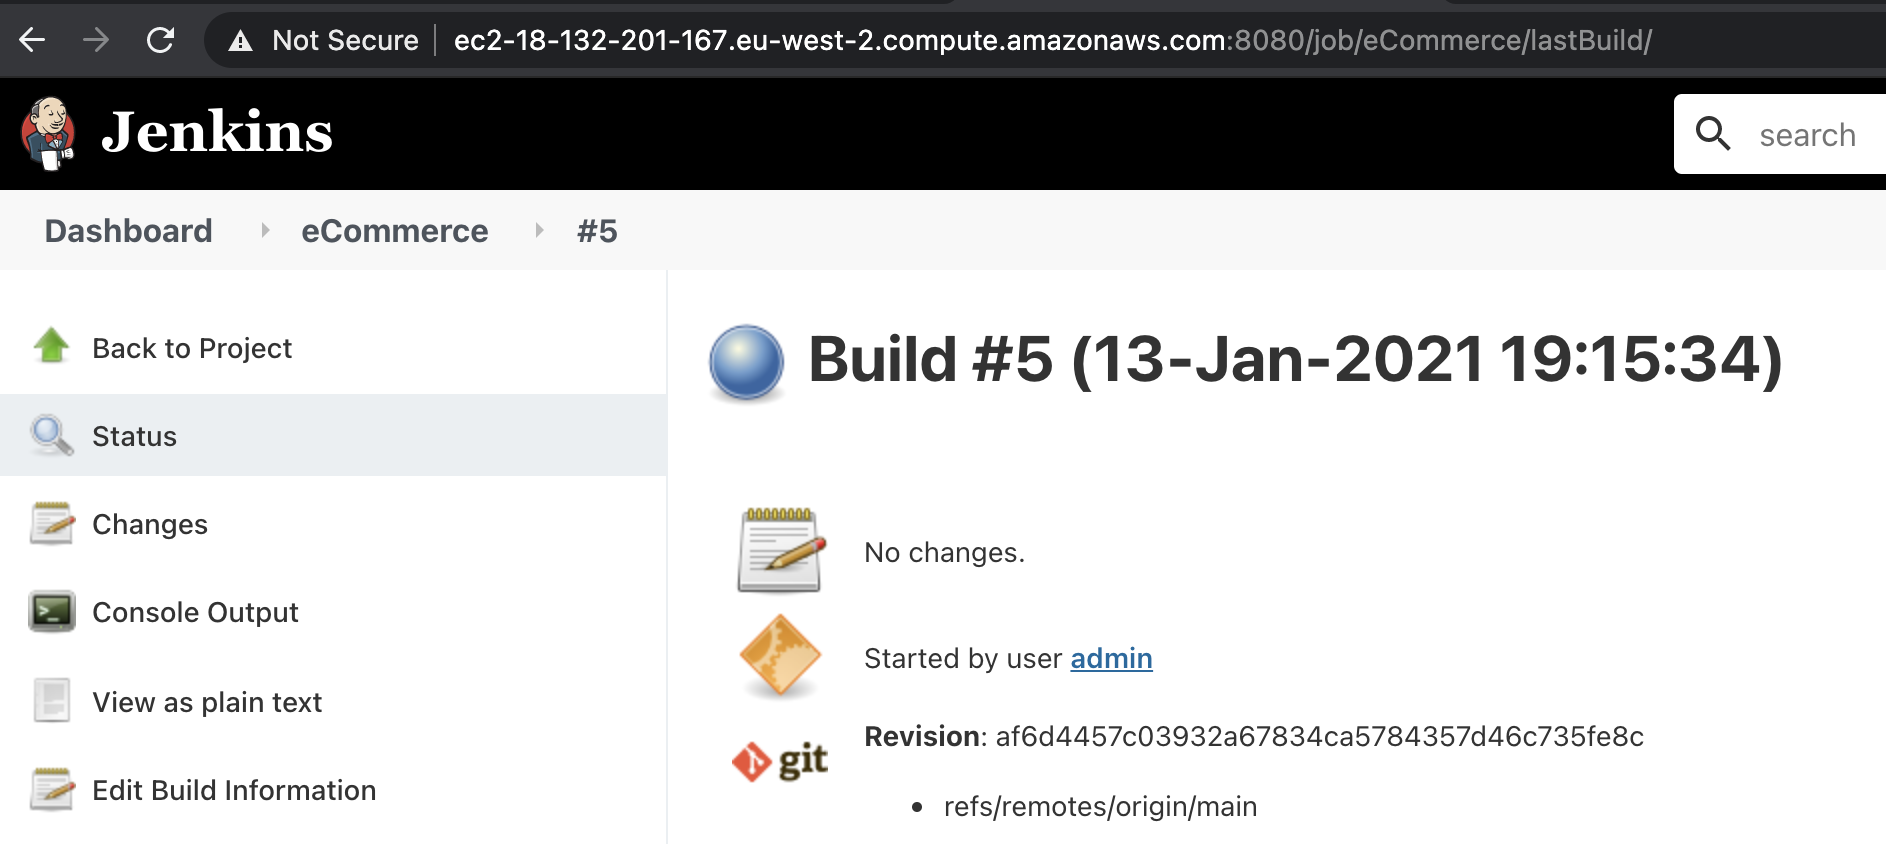 Not Secure ec2-18-132-201-167.eu-west-2.compute.amazonaws.com:8080/job/eCommerce/lastBuild/
Jenkins
search
Dashboard eCommerce #5
Back to Project
Status
Changes
Console Output
View as plain text
Edit Build Information
Build #5 (13-Jan-2021 19:15:34)
No changes.
Started by user admin
git
Revision: af6d4457c03932a67834ca5784357d46c735fe8c
• refs/remotes/origin/main